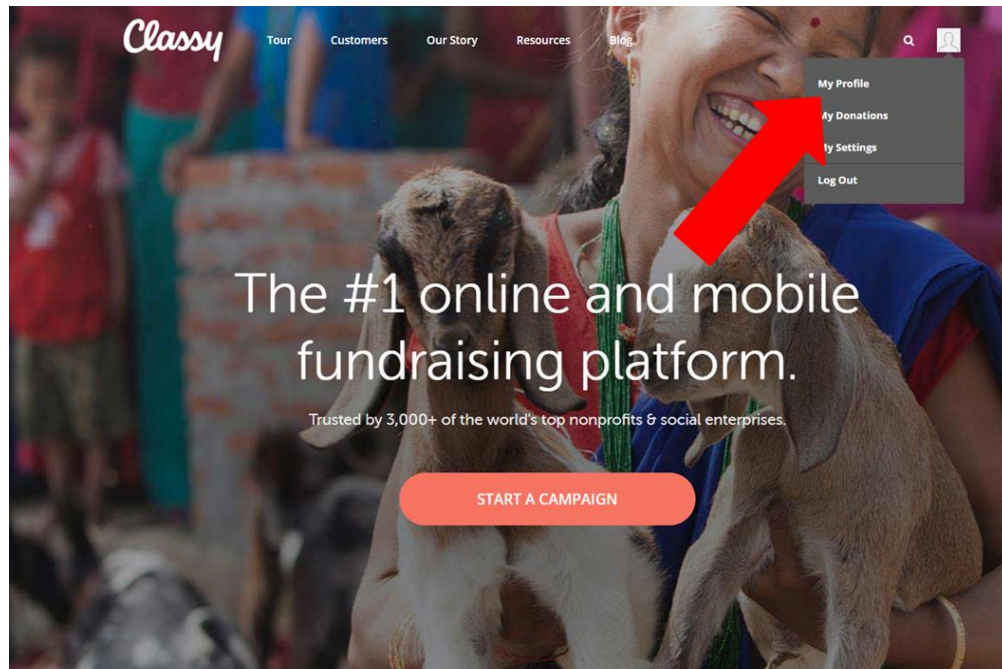 Classy
Tour
Customers
Our Story
Resources
Blog
My Profile
My Donations
My Settings
Log Out
The #1 online and mobile
fundraising platform.
Trusted by 3,000+ of the world's top nonprofits & social enterprises.
START A CAMPAIGN